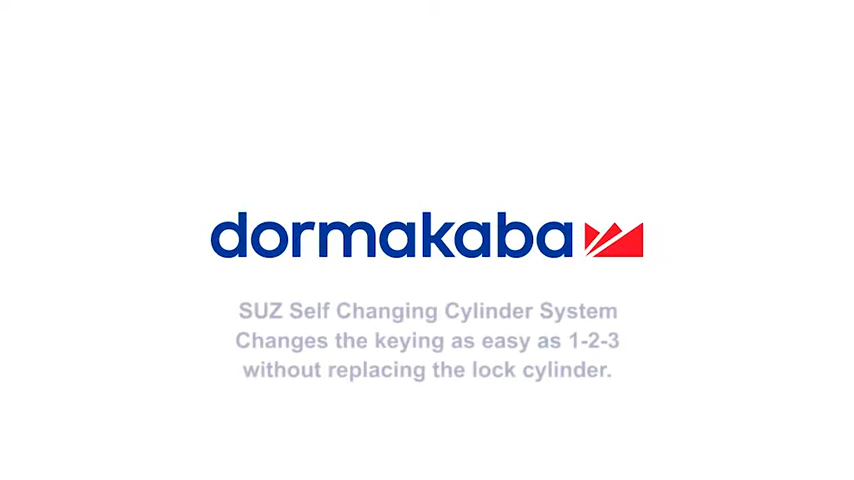 dormakaba
SUZ Self Changing Cylinder System
Changes the keying as easy as 1-2-3
without replacing the lock cylinder.